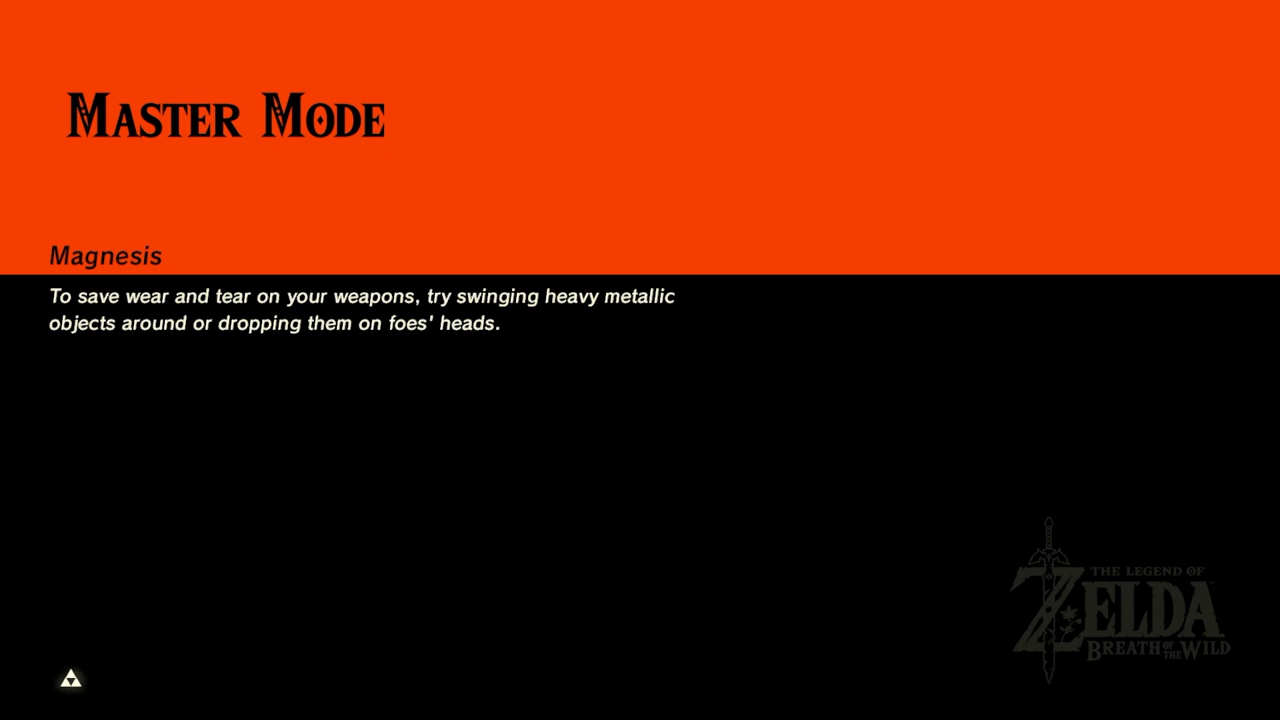 MASTER MODE
Magnesis
To save wear and tear on your weapons, try swinging heavy metallic
objects around or dropping them on foes' heads.
THE LEGEND OF
ZELDA
BREATH OF THE WILD